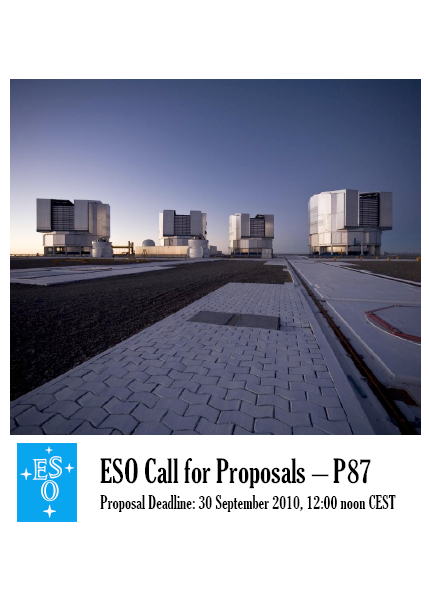 ESO
ESO Call for Proposals – P87
Proposal Deadline: 30 September 2010, 12:00 noon CEST